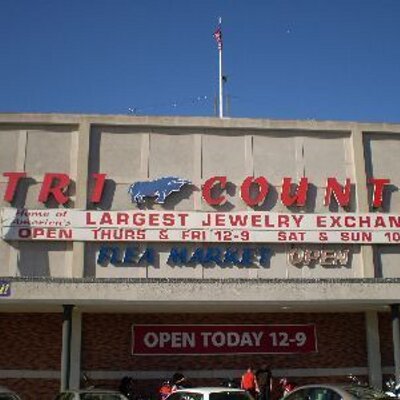 TRI COUNT
Home of
America's
LARGEST JEWELRY EXCHAN
OPEN THURS & FRI 12-9 SAT & SUN 10
FLEA MARKET OPEN
OPEN TODAY 12-9